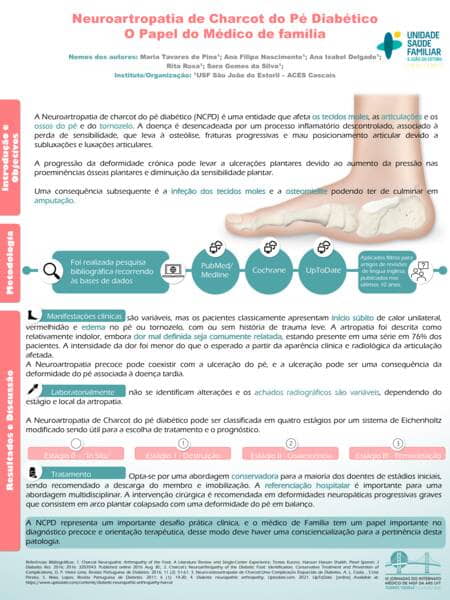 Neuroartropatia de Charcot do Pé Diabético
O Papel do Médico de família
Nomes dos autores: Maria Tavares de Pina¹; Ana Filipa Nascimento¹; Ana Isabel Delgado¹;
Rita Rosa¹; Sara Gomes da Silva¹;
Instituto/Organização: ¹USF São João do Estoril – ACES Cascais
UNIDADE
SAÚDE
FAMILIAR
S. JOÃO DO ESTORIL
Introdução e
Objectivos
A Neuroartropatia de charcot do pé diabético (NCPD) é uma entidade que afeta os tecidos moles, as articulações e os
ossos do pé e do tornozelo. A doença é desencadeada por um processo inflamatório descontrolado, associado à
perda de sensibilidade, que leva à osteólise, fraturas progressivas e mau posicionamento articular devido a
subluxações e luxações articulares.
A progressão da deformidade crónica pode levar a ulcerações plantares devido ao aumento da pressão nas
proeminências ósseas plantares e diminuição da sensibilidade plantar.
Uma consequência subsequente é a infeção dos tecidos moles e a osteomielite podendo ter de culminar em
amputação.
Metodologia
Foi realizada pesquisa
bibliográfica recorrendo
às bases de dados
PubMed/
Medline
Cochrane
UpToDate
Aplicados filtros para
artigos de revisões
de língua inglesa,
publicados nos
últimos 10 anos.
Resultados e Discussão
Manifestações clínicas são variáveis, mas os pacientes classicamente apresentam início súbito de calor unilateral,
vermelhidão e edema no pé ou tornozelo, com ou sem história de trauma leve. A artropatia foi descrita como
relativamente indolor, embora dor mal definida seja comumente relatada, estando presente em uma série em 76% dos
pacientes. A intensidade da dor foi menor do que o esperado a partir da aparência clínica e radiológica da articulação
afetada.
A Neuroartropatia precoce pode coexistir com a ulceração do pé, e a ulceração pode ser uma consequência da
deformidade do pé associada à doença tardia.
Laboratorialmente não se identificam alterações e os achados radiográficos são variáveis, dependendo do
estágio e local da artropatia.
A Neuroartropatia de Charcot do pé diabético pode ser classificada em quatro estágios por um sistema de Eichenholtz
modificado sendo útil para a escolha de tratamento e o prognóstico.
0
1
2
3
Tratamento Opta-se por uma abordagem conservadora para a maioria dos doentes de estádios iniciais,
sendo recomendado a descarga do membro e imobilização. A referenciação hospitalar é importante para uma
abordagem multidisciplinar. A intervenção cirúrgica é recomendada em deformidades neuropáticas progressivas graves
que consistem em arco plantar colapsado com uma deformidade do pé em balanço.
A NCPD representa um importante desafio prática clínica, e o médico de Família tem um papel importante no
diagnóstico precoce e orientação terapêutica, desse modo deve haver uma consciencialização para a pertinência desta
patologia.